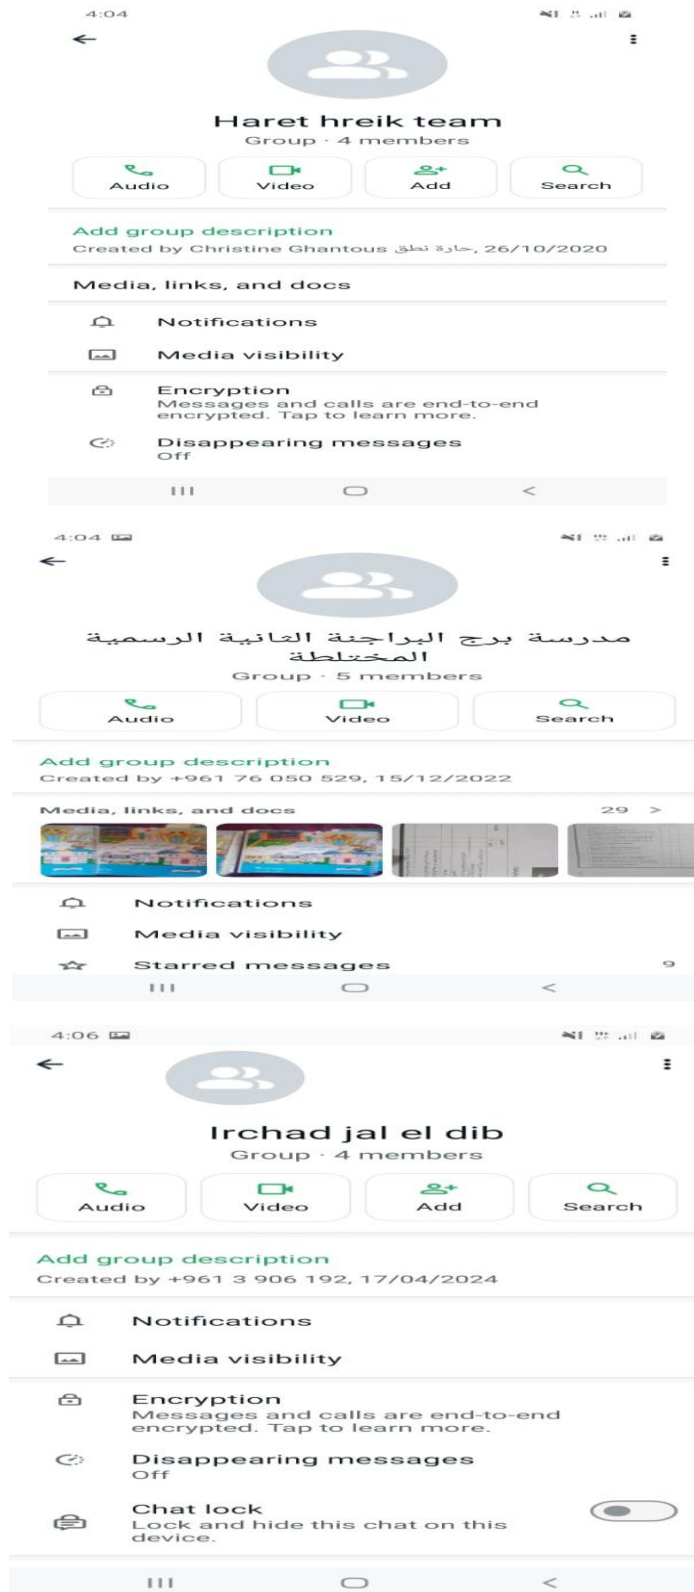 4:04
Haret hreik team
Group · 4 members
Audio Video Add Search
Add group description
Created by Christine Ghantous حارة نطق, 26/10/2020
Media, links, and docs
Notifications
Media visibility
Encryption
Messages and calls are end-to-end
encrypted. Tap to learn more.
Disappearing messages
Off
4:04
مدرسة برج البراجنة الثانية الرسمية
المختلطة
Group · 5 members
Audio Video Search
Add group description
Created by +961 76 050 529, 15/12/2022
Media, links, and docs 29 >
Notifications
Media visibility
Starred messages 9
4:06
Irchad jal el dib
Group · 4 members
Audio Video Add Search
Add group description
Created by +961 3 906 192, 17/04/2024
Notifications
Media visibility
Encryption
Messages and calls are end-to-end
encrypted. Tap to learn more.
Disappearing messages
Off
Chat lock
Lock and hide this chat on this
device.